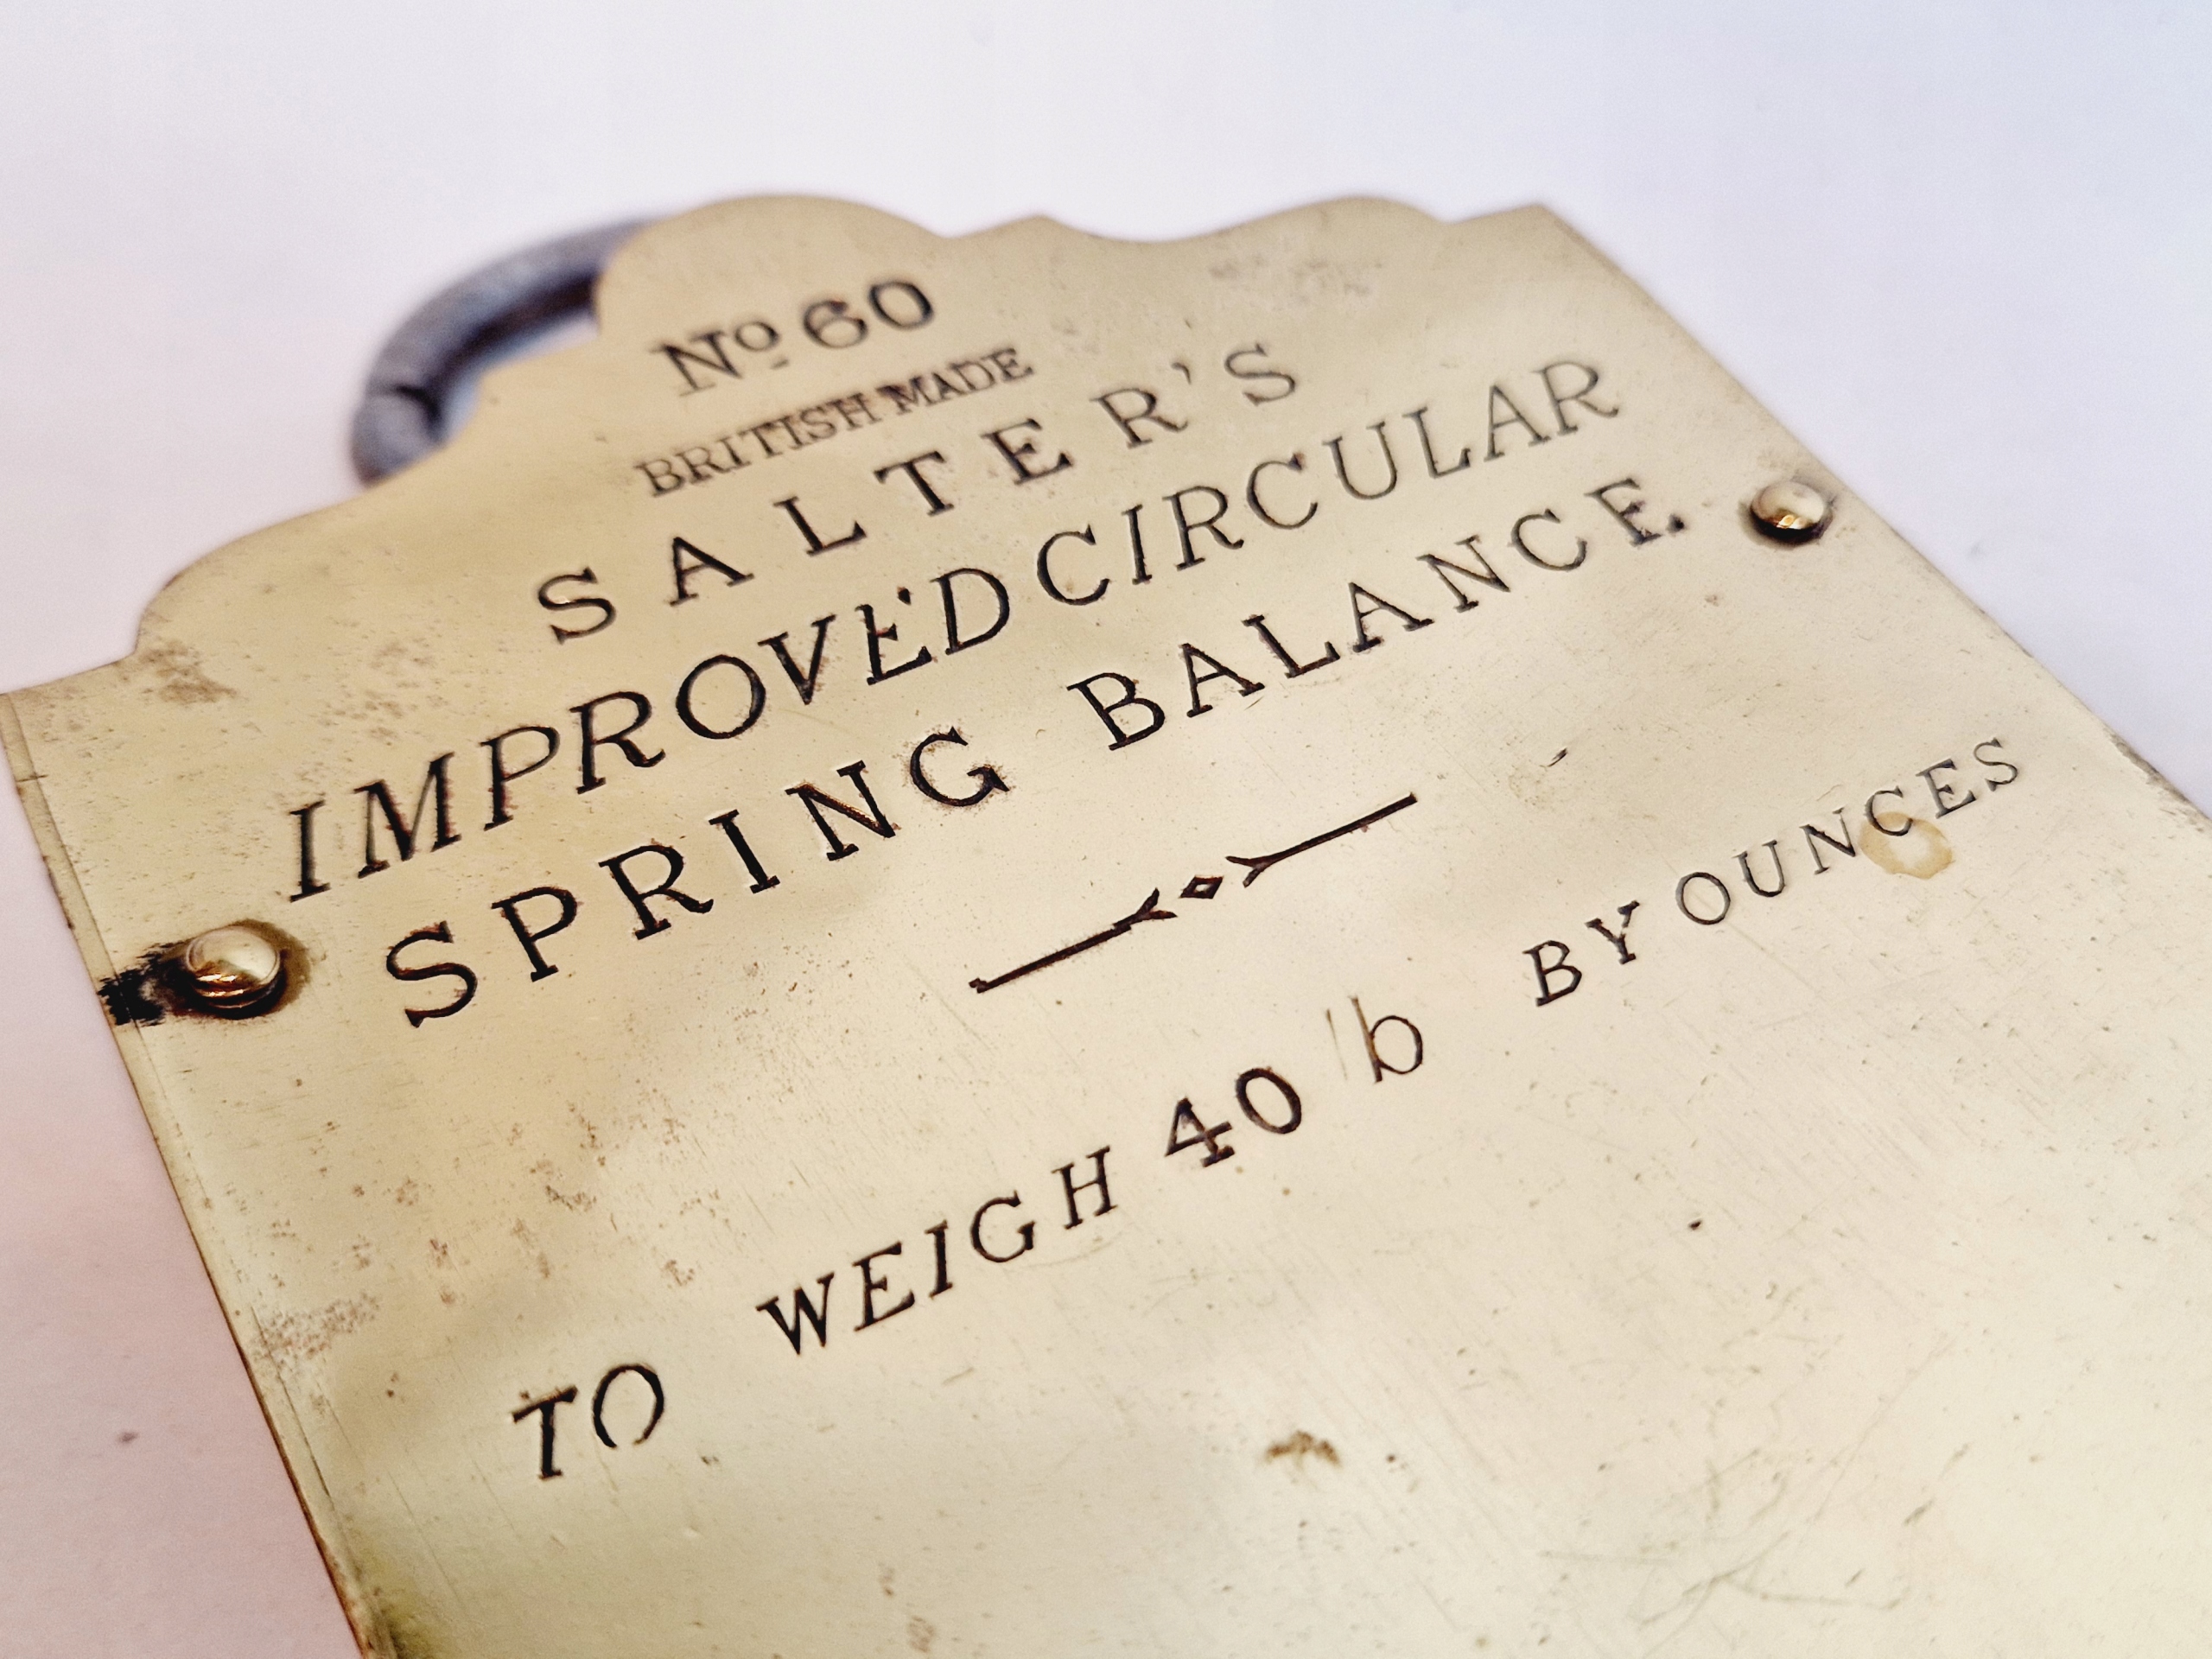 No 60
BRITISH MADE
SALTER'S
IMPROVED CIRCULAR
SPRING BALANCE
TO WEIGH 40 lb BY OUNCES